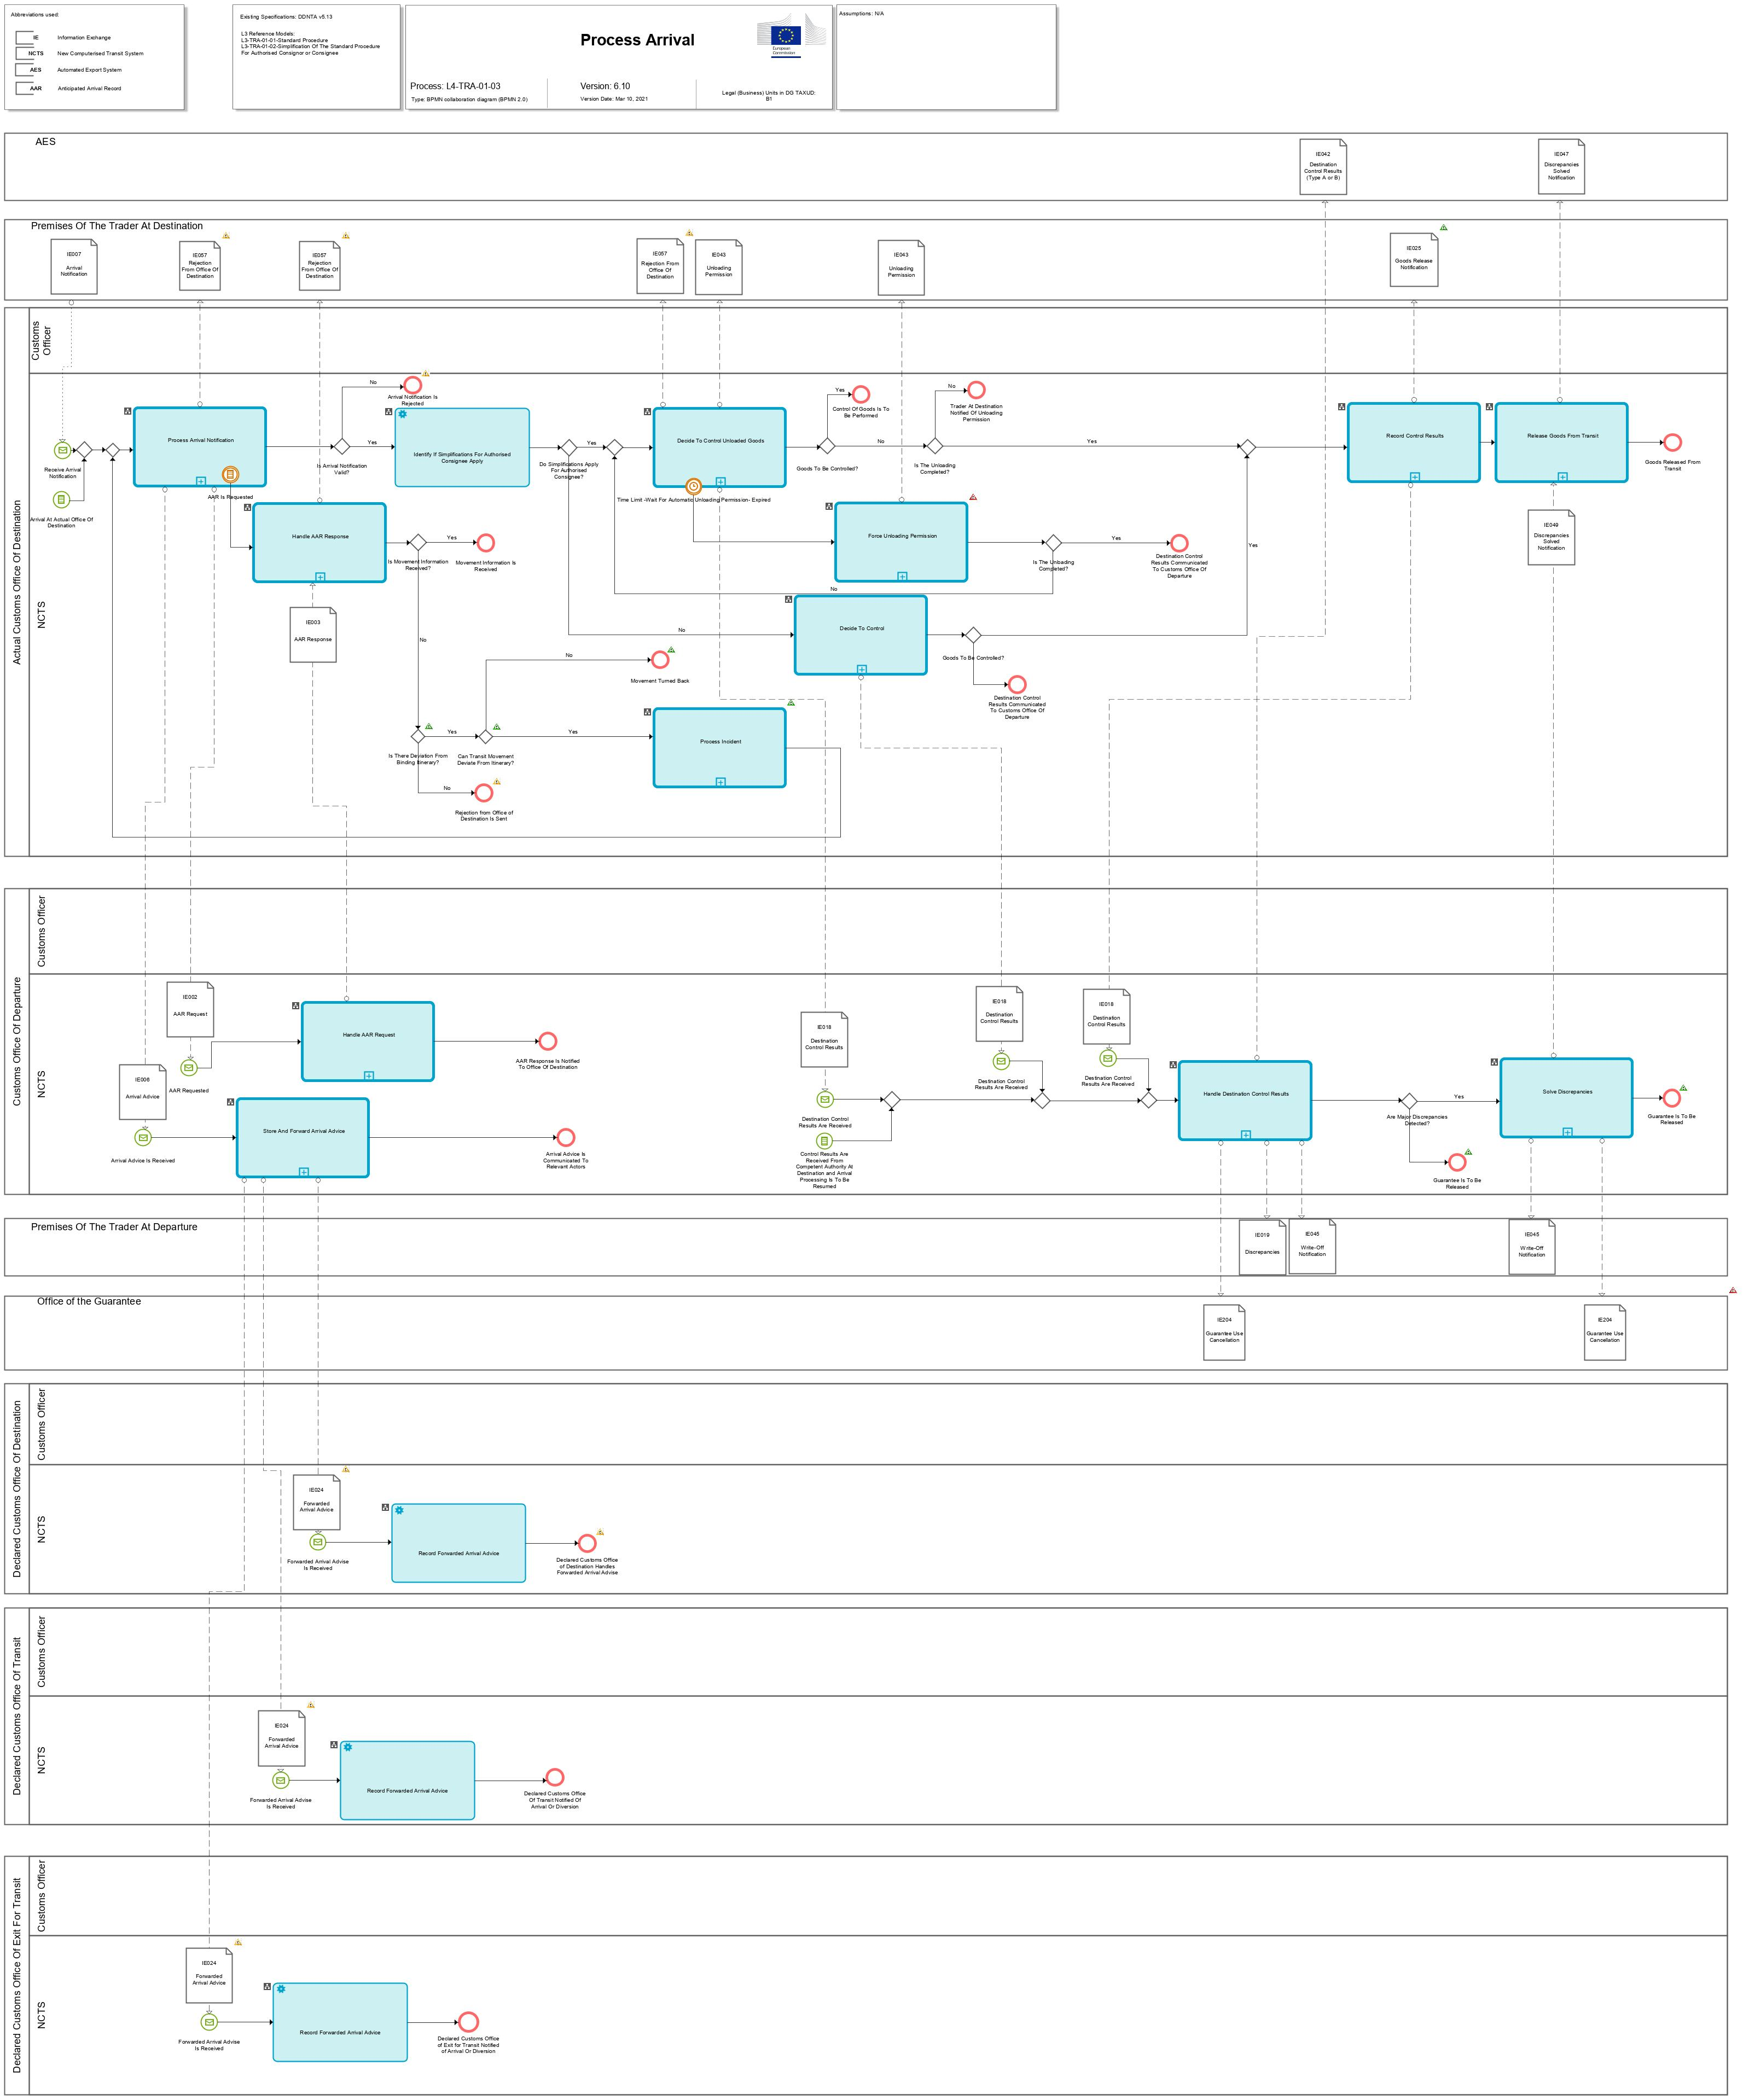 Abbreviations used:
IE
Information Exchange
NCTS
New Computerised Transit System
AES
Automated Export System
AAR
Anticipated Arrival Record
Existing Specifications: DDNTA v5.13
L3 Reference Models:
L3-TRA-01-01-Standard Procedure
L3-TRA-01-02-Simplification Of The Standard Procedure
For Authorised Consignor or Consignee
Process Arrival
European
Commission
Process: L4-TRA-01-03
Type: BPMN collaboration diagram (BPMN 2.0)
Version: 6.10
Version Date: Mar 10, 2021
Legal (Business) Units in DG TAXUD:
B1
Assumptions: N/A
AES
IE042
Destination
Control Results
(Type A or B)
IE047
Discrepancies
Solved
Notification
Premises Of The Trader At Destination
IE007
Arrival
Notification
IE057
Rejection
From Office Of
Destination
IE057
Rejection
From Office Of
Destination
IE057
Rejection From
Office Of
Destination
IE043
Unloading
Permission
IE043
Unloading
Permission
IE025
Goods Release
Notification
Actual Customs Office Of Destination
Customs
Officer
NCTS
Receive Arrival
Notification
Arrival At Actual Office Of
Destination
Process Arrival Notification
AAR Is Requested
Is Arrival Notification
Valid?
No
Arrival Notification Is
Rejected
Yes
Identify If Simplifications For Authorised
Consignee Apply
Do Simplifications Apply
For Authorised
Consignee?
Yes
No
Decide To Control Unloaded Goods
Time Limit -Wait For Automatic Unloading Permission- Expired
Goods To Be Controlled?
Yes
Control Of Goods Is To
Be Performed
No
Is The Unloading
Completed?
No
Trader At Destination
Notified Of Unloading
Permission
Yes
Record Control Results
Release Goods From Transit
Goods Released From
Transit
Handle AAR Response
Is Movement Information
Received?
Yes
Movement Information Is
Received
No
Force Unloading Permission
Is The Unloading
Completed?
Yes
Destination Control
Results Communicated
To Customs Office Of
Departure
No
Yes
IE049
Discrepancies
Solved
Notification
IE003
AAR Response
Decide To Control
Goods To Be Controlled?
Destination Control
Results Communicated
To Customs Office Of
Departure
No
Movement Turned Back
Is There Deviation From
Binding Itinerary?
Yes
Can Transit Movement
Deviate From Itinerary?
Yes
Process Incident
No
Rejection from Office of
Destination Is Sent
Customs Office Of Departure
Customs Officer
NCTS
IE002
AAR Request
AAR Requested
Handle AAR Request
AAR Response Is Notified
To Office Of Destination
IE006
Arrival Advice
Arrival Advice Is Received
Store And Forward Arrival Advice
Arrival Advice Is
Communicated To
Relevant Actors
IE018
Destination
Control Results
Destination Control
Results Are Received
Control Results Are
Received From
Competent Authority At
Destination and Arrival
Processing Is To Be
Resumed
IE018
Destination
Control Results
Destination Control
Results Are Received
IE018
Destination
Control Results
Destination Control
Results Are Received
Handle Destination Control Results
Are Major Discrepancies
Detected?
Yes
Guarantee Is To Be
Released
Solve Discrepancies
Guarantee Is To Be
Released
Premises Of The Trader At Departure
IE019
Discrepancies
IE045
Write-Off
Notification
IE045
Write-Off
Notification
Office of the Guarantee
IE204
Guarantee Use
Cancellation
IE204
Guarantee Use
Cancellation
Declared Customs Office Of Destination
Customs Officer
NCTS
IE024
Forwarded
Arrival Advice
Forwarded Arrival Advise
Is Received
Record Forwarded Arrival Advice
Declared Customs Office
of Destination Handles
Forwarded Arrival Advise
Declared Customs Office Of Transit
Customs Officer
NCTS
IE024
Forwarded
Arrival Advice
Forwarded Arrival Advise
Is Received
Record Forwarded Arrival Advice
Declared Customs Office
Of Transit Notified Of
Arrival Or Diversion
Declared Customs Office Of Exit For Transit
Customs Officer
NCTS
IE024
Forwarded
Arrival Advice
Forwarded Arrival Advise
Is Received
Record Forwarded Arrival Advice
Declared Customs Office
of Exit for Transit Notified
of Arrival Or Diversion